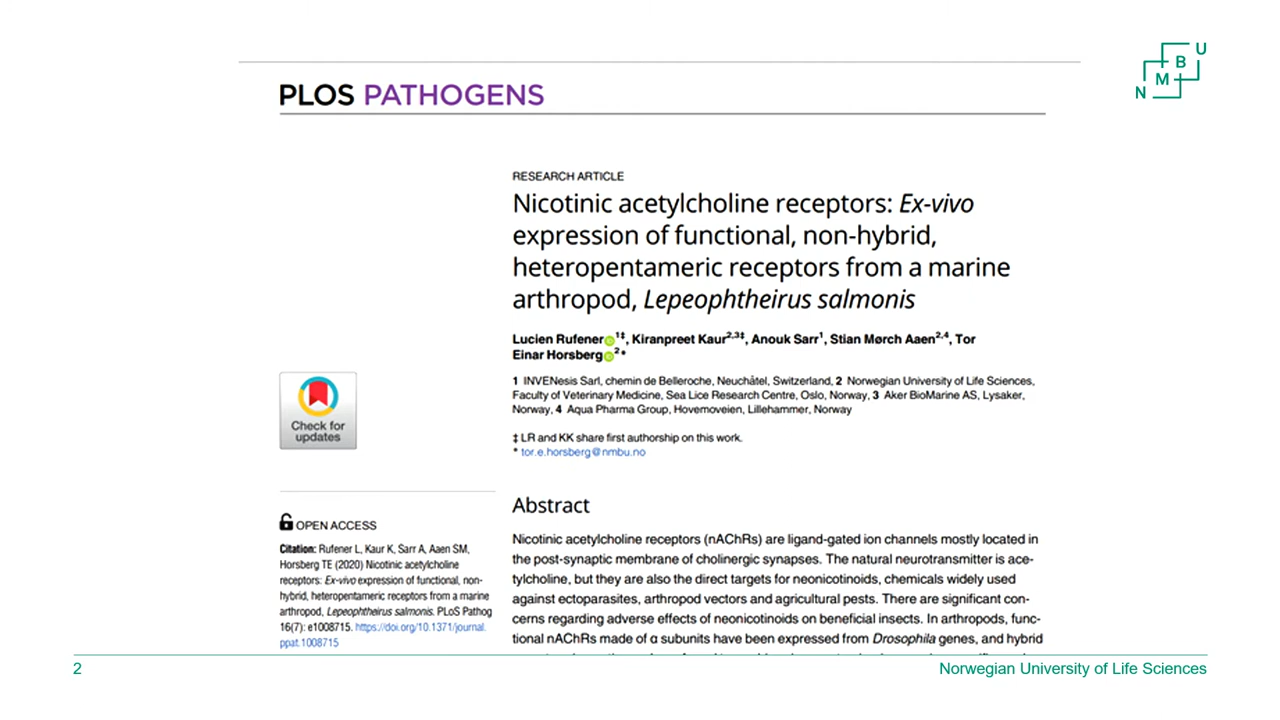 U
B
M
N
PLOS PATHOGENS
RESEARCH ARTICLE
Nicotinic acetylcholine receptors: Ex-vivo
expression of functional, non-hybrid,
heteropentameric receptors from a marine
arthropod, Lepeophtheirus salmonis
Lucien Rufener 1‡, Kiranpreet Kaur2,3‡, Anouk Sarr1, Stian Mørch Aaen2,4, Tor
Einar Horsberg 2*
1 INVENesis Sarl, chemin de Belleroche, Neuchâtel, Switzerland, 2 Norwegian University of Life Sciences,
Faculty of Veterinary Medicine, Sea Lice Research Centre, Oslo, Norway, 3 Aker BioMarine AS, Lysaker,
Norway, 4 Aqua Pharma Group, Hovemoveien, Lillehammer, Norway
‡ LR and KK share first authorship on this work.
* tor.e.horsberg@nmbu.no
Check for
updates
Abstract
Nicotinic acetylcholine receptors (nAChRs) are ligand-gated ion channels mostly located in
the post-synaptic membrane of cholinergic synapses. The natural neurotransmitter is ace-
tylcholine, but they are also the direct targets for neonicotinoids, chemicals widely used
against ectoparasites, arthropod vectors and agricultural pests. There are significant con-
cerns regarding adverse effects of neonicotinoids on beneficial insects. In arthropods, func-
tional nAChRs made of α subunits have been expressed from Drosophila genes, and hybrid
OPEN ACCESS
Citation: Rufener L, Kaur K, Sarr A, Aaen SM,
Horsberg TE (2020) Nicotinic acetylcholine
receptors: Ex-vivo expression of functional, non-
hybrid, heteropentameric receptors from a marine
arthropod, Lepeophtheirus salmonis. PLoS Pathog
16(7): e1008715. https://doi.org/10.1371/journal.
ppat.1008715
2
Norwegian University of Life Sciences